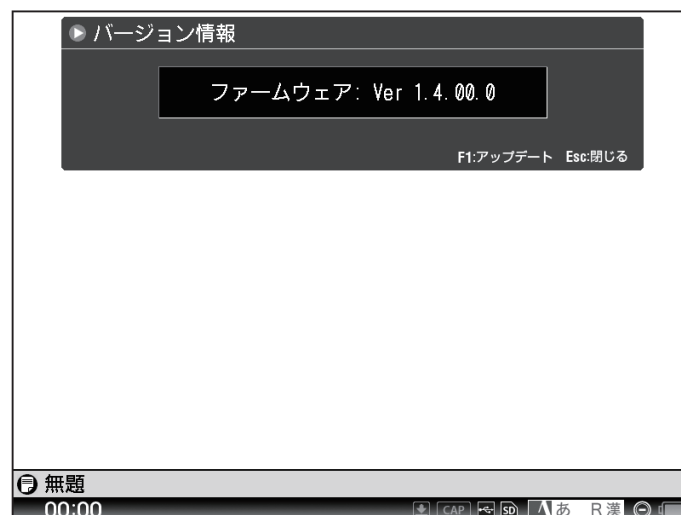 バージョン情報
ファームウェア: Ver 1.4.00.0
F1:アップデート Esc:閉じる
無題
00:00 CAP SD あ R漢